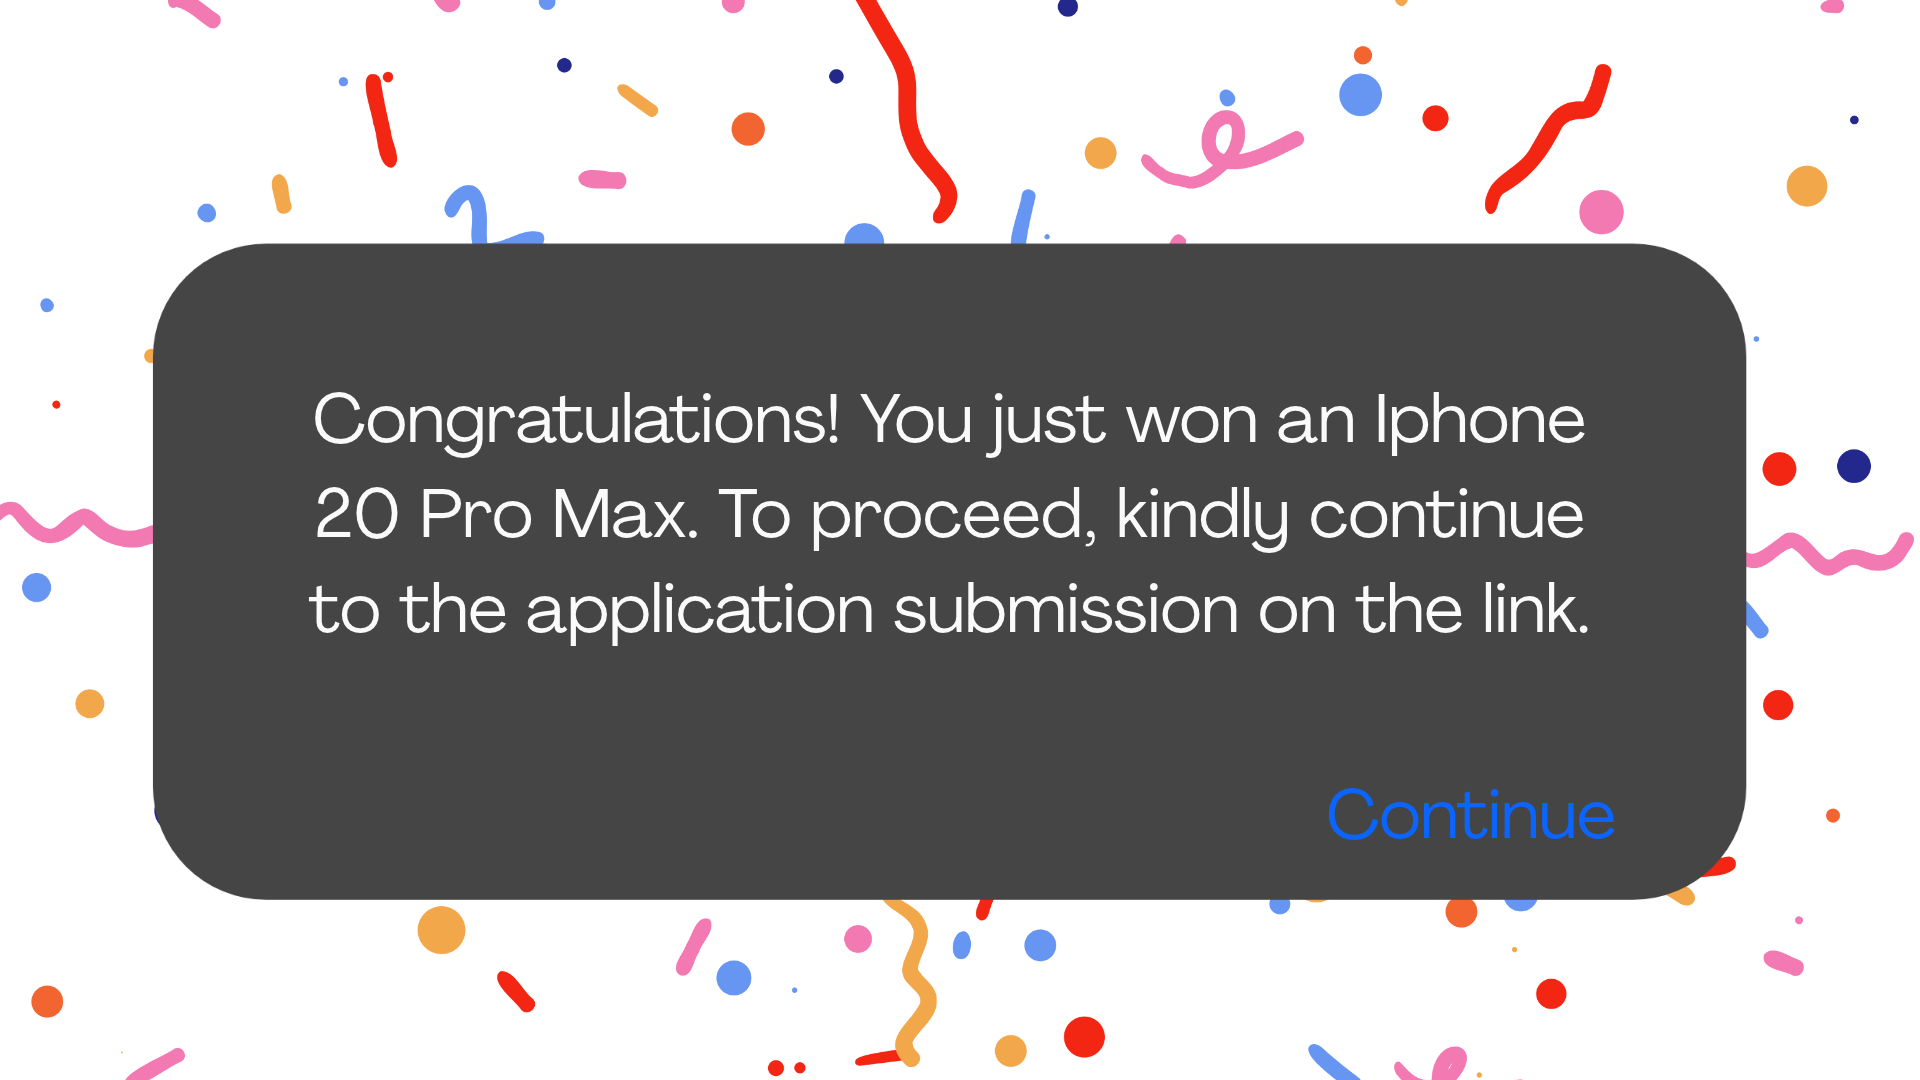 Congratulations! You just won an Iphone
20 Pro Max. To proceed, kindly continue
to the application submission on the link.
Continue